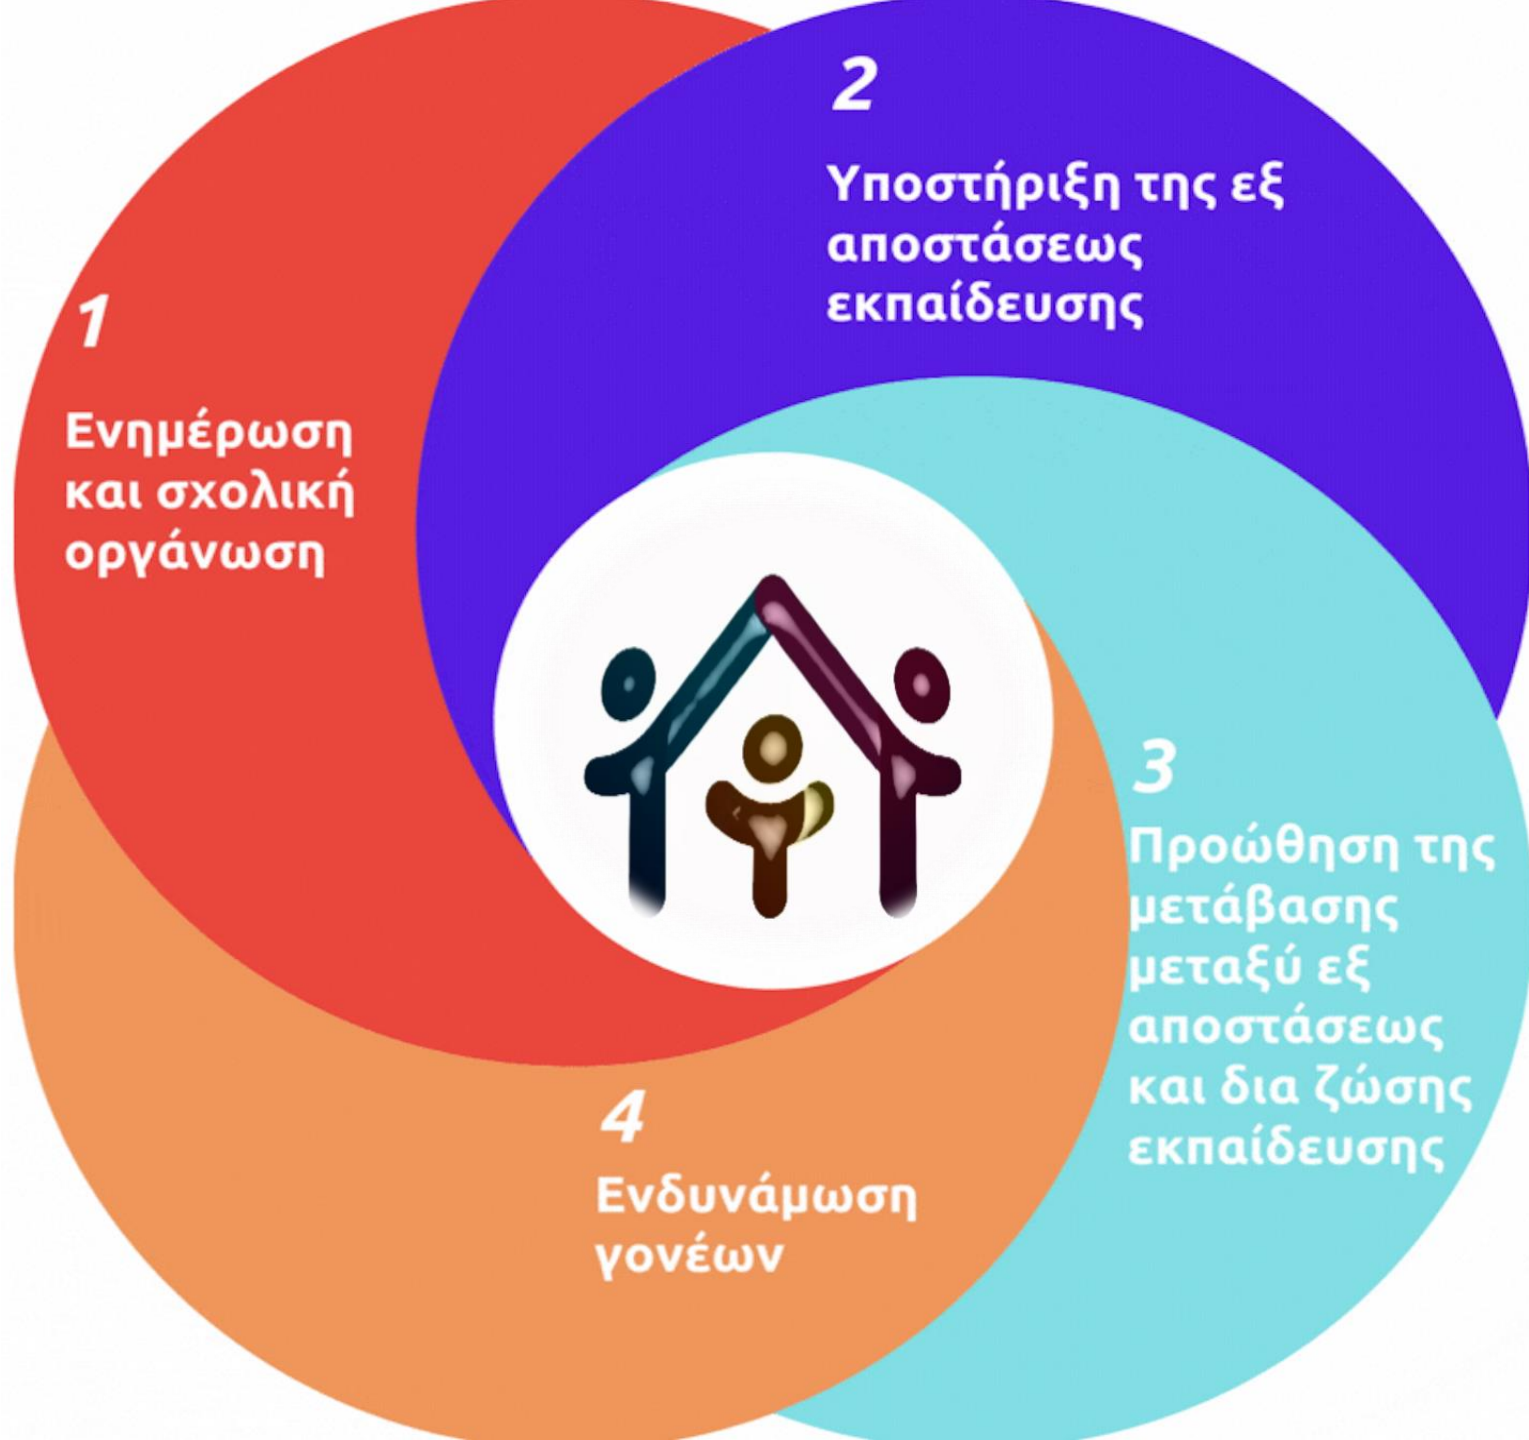 1
Ενημέρωση
και σχολική
οργάνωση
2
Υποστήριξη της εξ
αποστάσεως
εκπαίδευσης
3
Προώθηση της
μετάβασης
μεταξύ εξ
αποστάσεως
και δια ζώσης
εκπαίδευσης
4
Ενδυνάμωση
γονέων